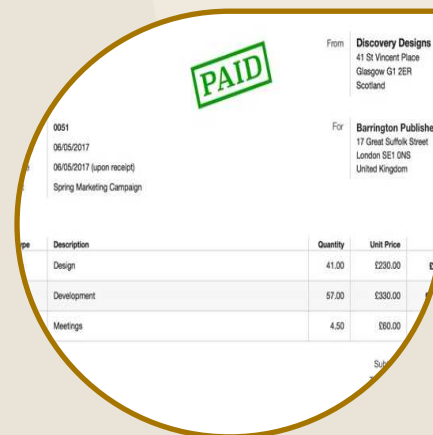 PAID
From Discovery Designs
41 St Vincent Place
Glasgow G1 2ER
Scotland
0051
06/05/2017
06/05/2017 (upon receipt)
Spring Marketing Campaign
For
17 Great Suffolk Street
London SE1 0NS
United Kingdom
Description Quantity Unit Price
Design 41.00 £230.00
Development 57.00 £330.00
Meetings 4.50 £60.00